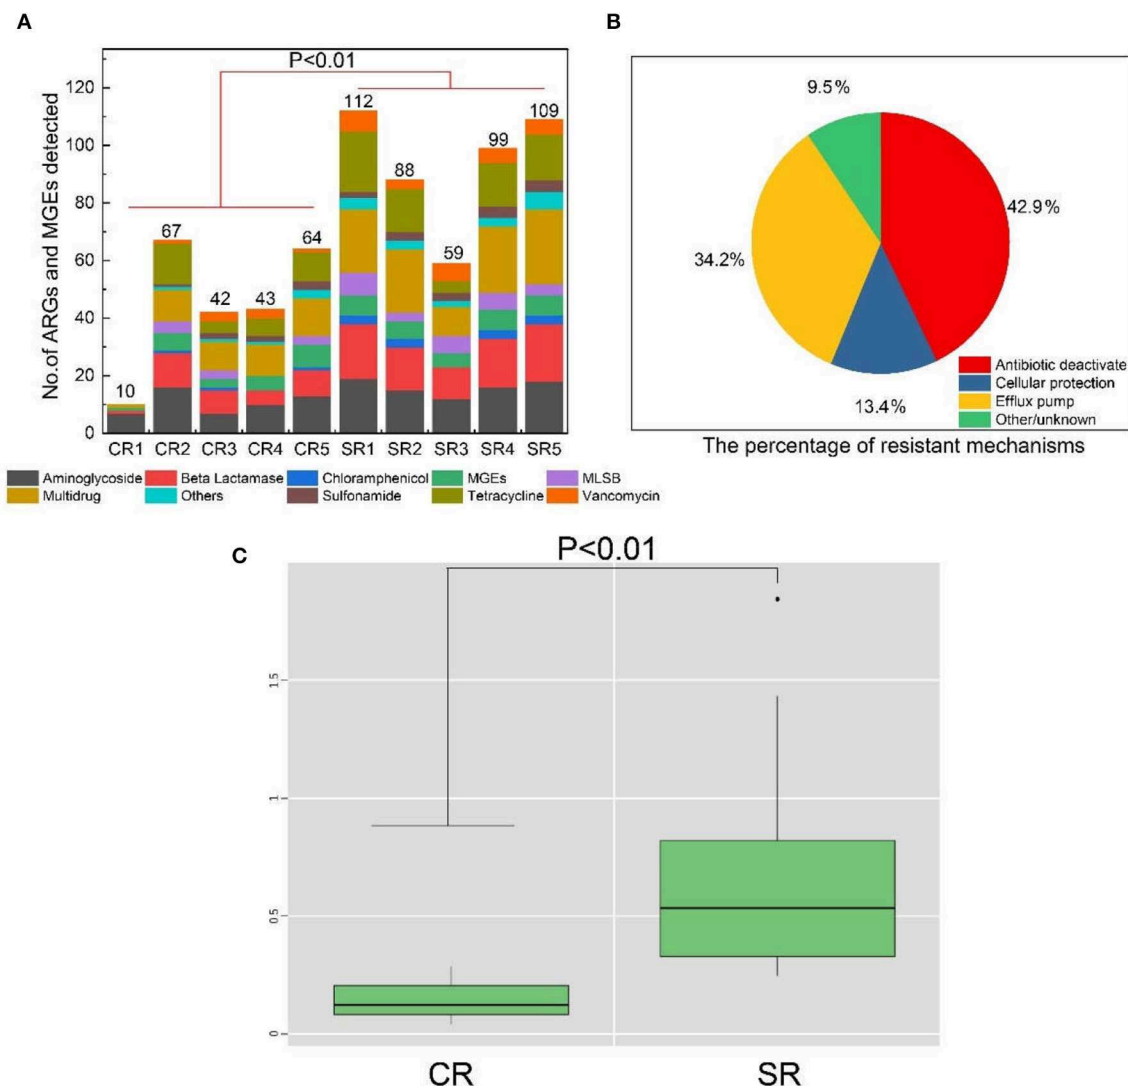 A
No.of ARGs and MGEs detected
P<0.01
120
100
80
60
40
20
0
10
67
42
43
64
112
88
59
99
109
CR1 CR2 CR3 CR4 CR5 SR1 SR2 SR3 SR4 SR5
Aminoglycoside Beta Lactamase Chloramphenicol MGEs MLSB
Multidrug Others Sulfonamide Tetracycline Vancomycin
B
9.5%
42.9%
34.2%
13.4%
Antibiotic deactivate
Cellular protection
Efflux pump
Other/unknown
The percentage of resistant mechanisms
C
P<0.01
1.5
1
0.5
0
CR SR